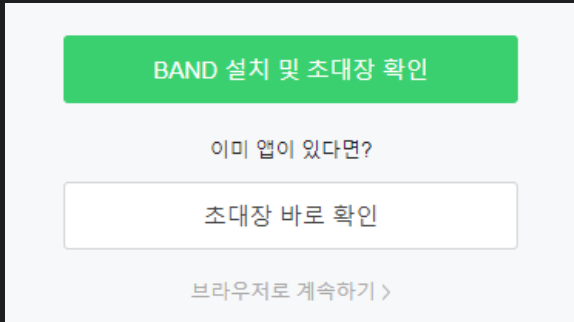 BAND 설치 및 초대장 확인
이미 앱이 있다면?
초대장 바로 확인
브라우저로 계속하기 >